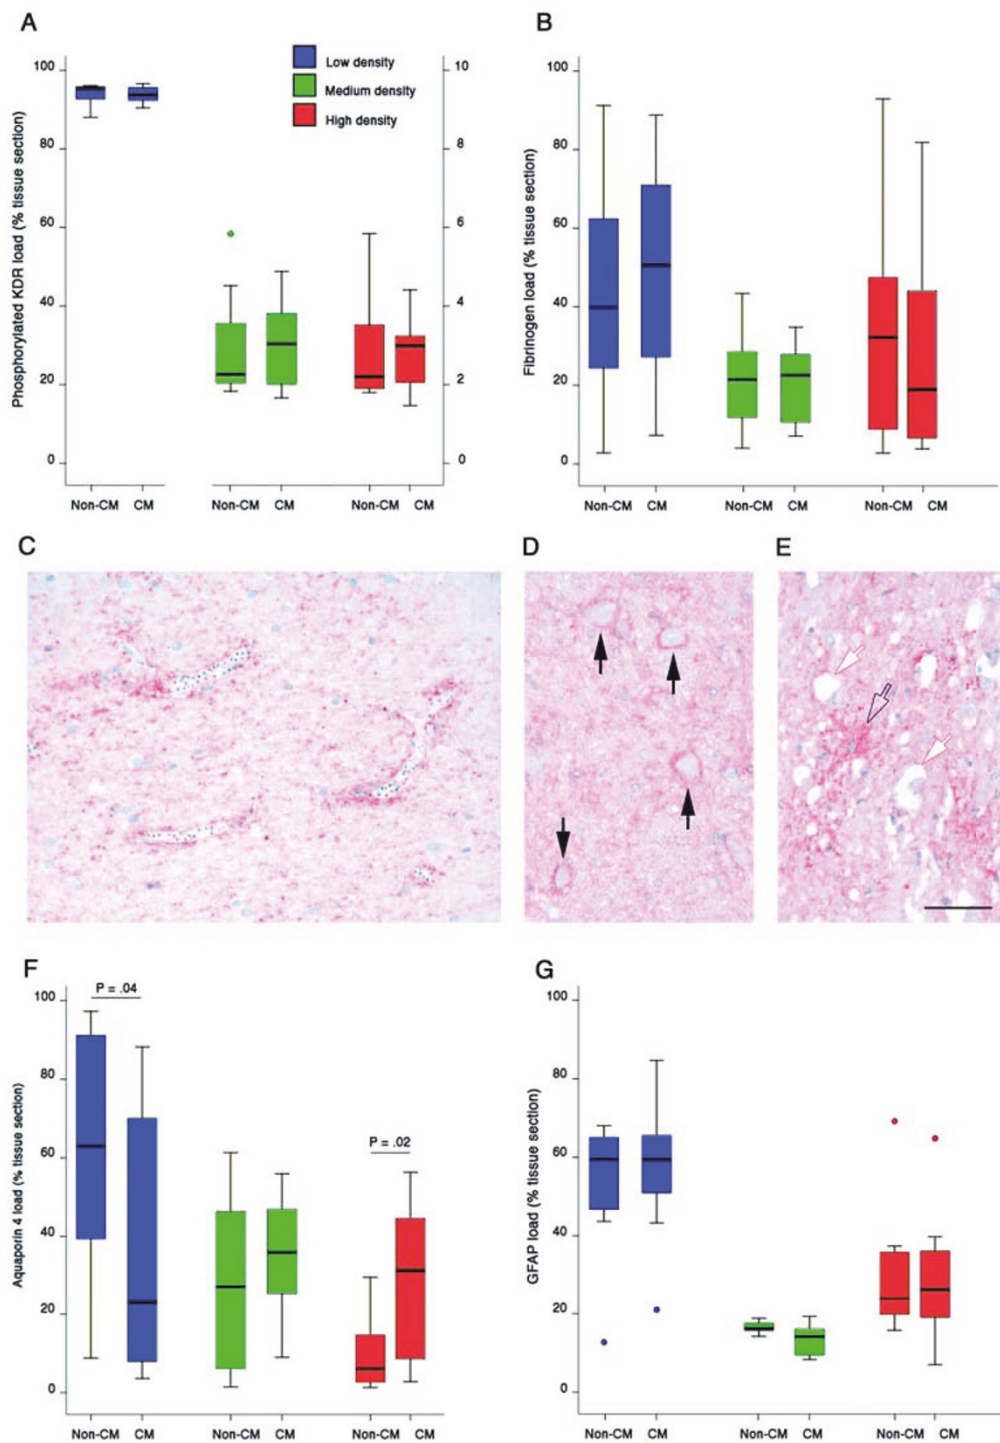 A
Phosphorylated KDR load (% tissue section)
100
80
60
40
20
0
Low density
Medium density
High density
10
8
6
4
2
0
Non-CM CM Non-CM CM Non-CM CM
B
Fibrinogen load (% tissue section)
100
80
60
40
20
0
Non-CM CM Non-CM CM Non-CM CM
C
D
E
F
Aquaporin 4 load (% tissue section)
100
80
60
40
20
0
P = .04
P = .02
Non-CM CM Non-CM CM Non-CM CM
G
GFAP load (% tissue section)
100
80
60
40
20
0
Non-CM CM Non-CM CM Non-CM CM